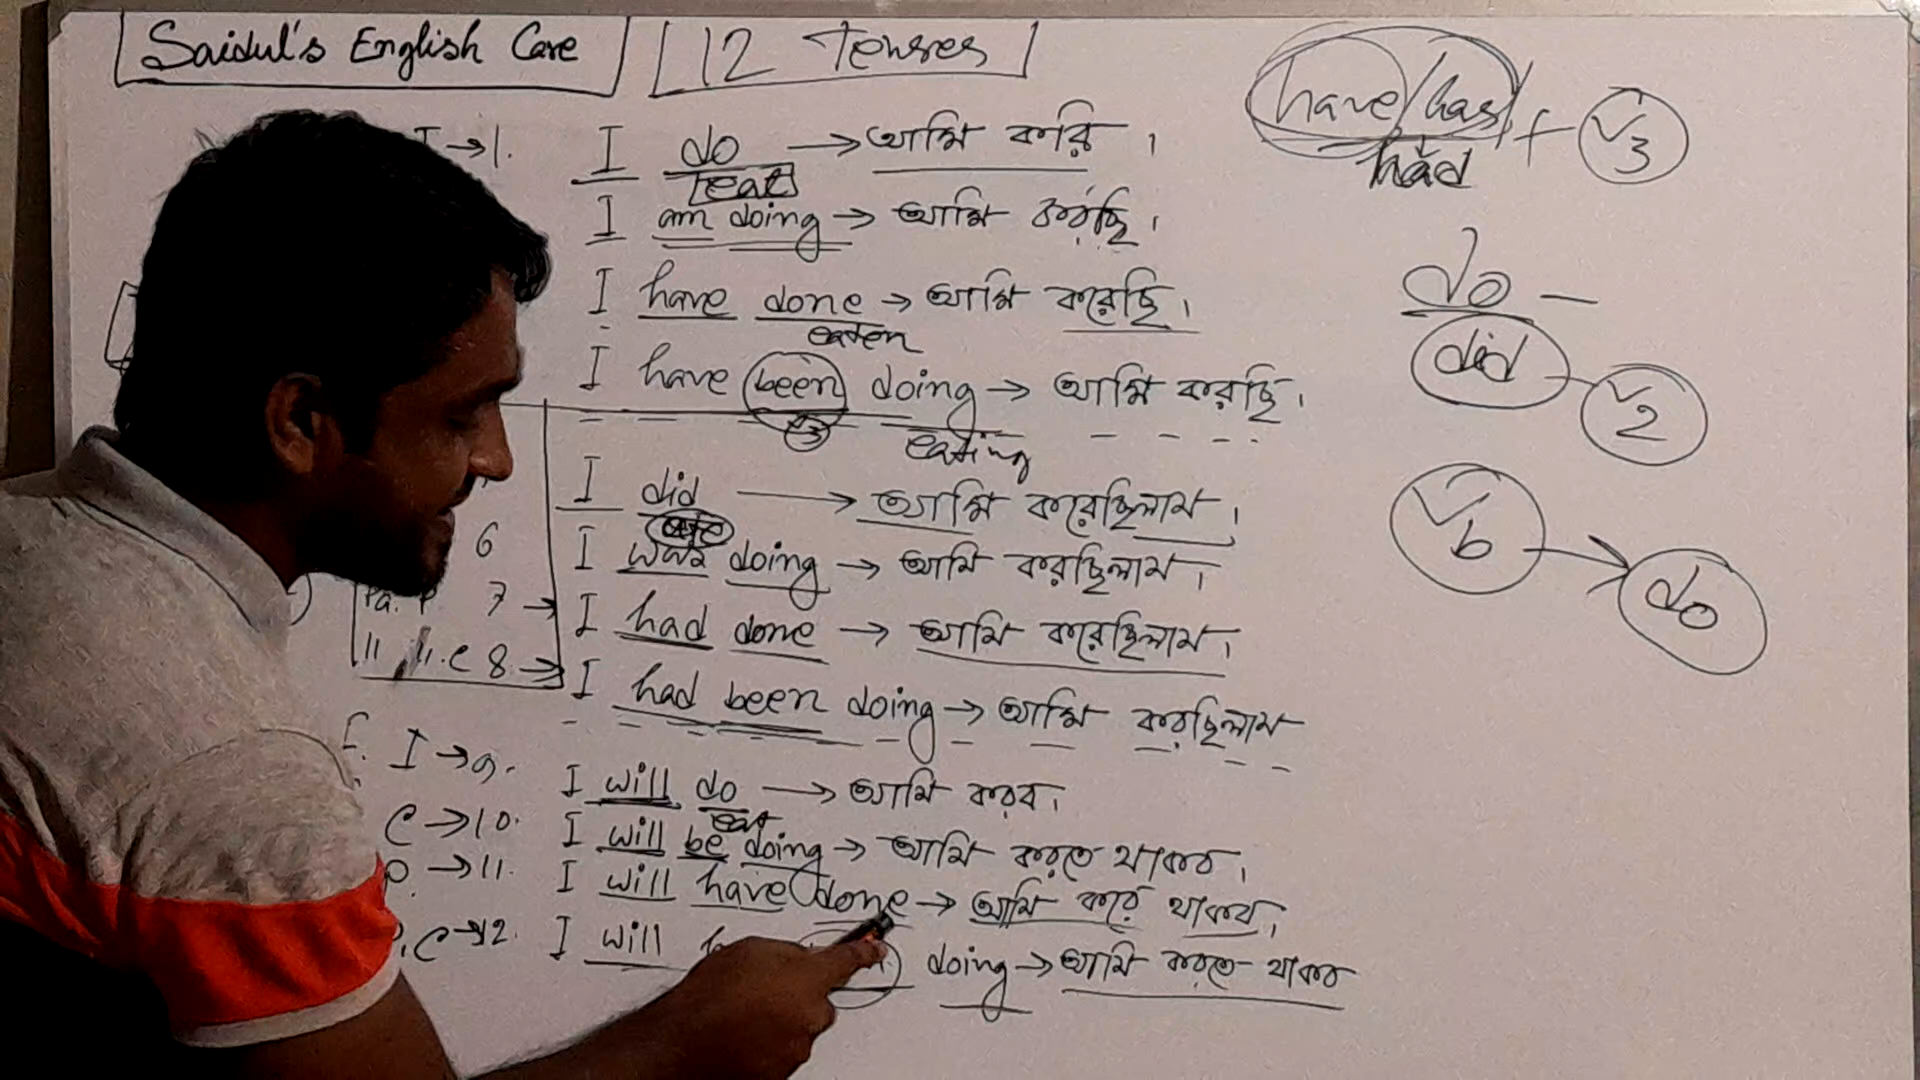 Saidul's English Care 12 Tenses
I → 1. I do → আমি করি ।
eat
I am doing → আমি করছি ।
I have done → আমি করেছি ।
eaten
I have been doing → আমি করছি ।
3 eating
I did → আমি করেছিলাম ।
6 I was doing → আমি করছিলাম ।
Pa. P 7 → I had done → আমি করেছিলাম ।
11 11.C 8. → I had been doing → আমি করছিলাম
F. I → 9. I will do → আমি করব ।
eat
C → 10. I will be doing → আমি করতে থাকব ।
P → 11. I will have done → আমি করে থাকব ।
P.C → 12. I will doing → আমি করতে থাকব
have/has + V3
had
do —
did V2
Vb → do